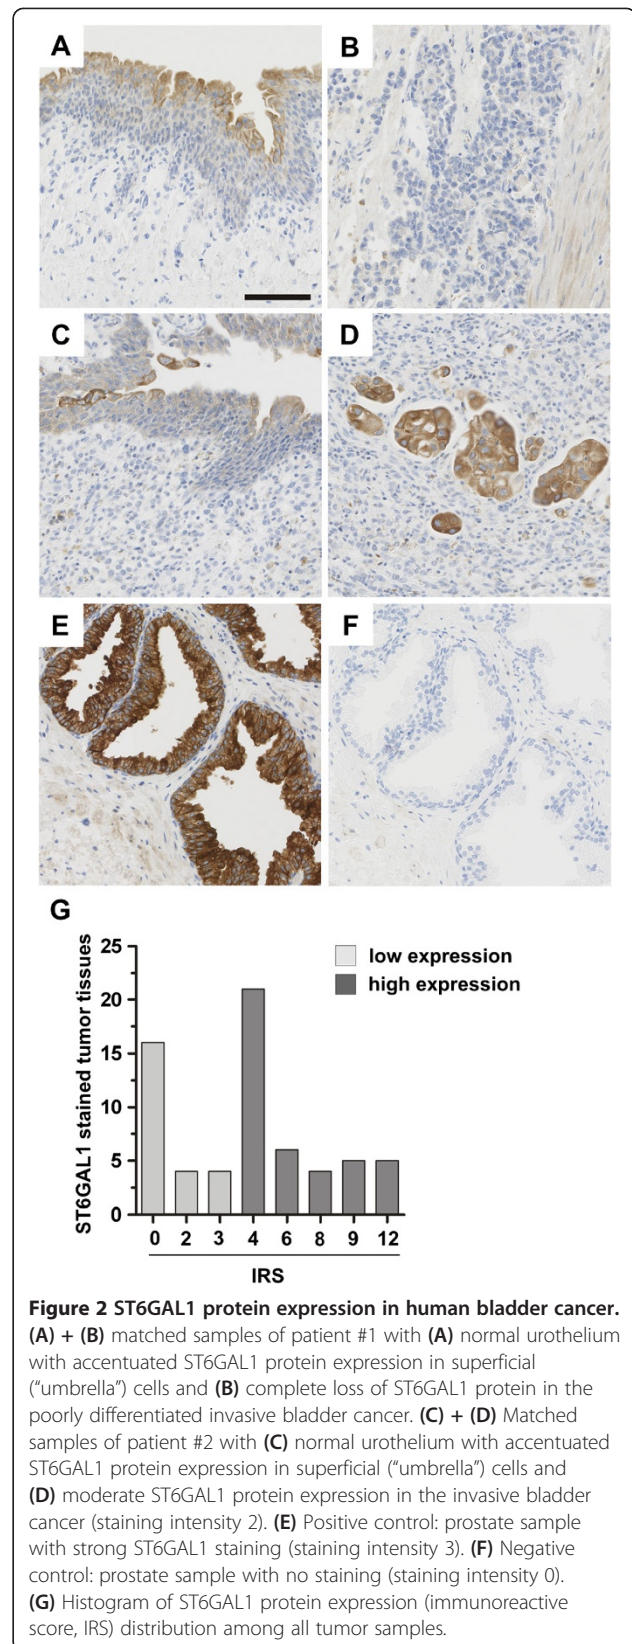 A
B
C
D
E
F
G
low expression
high expression
ST6GAL1 stained tumor tissues
25
20
15
10
5
0
0 2 3 4 6 8 9 12
IRS
Figure 2 ST6GAL1 protein expression in human bladder cancer.
(A) + (B) matched samples of patient #1 with (A) normal urothelium
with accentuated ST6GAL1 protein expression in superficial
(“umbrella”) cells and (B) complete loss of ST6GAL1 protein in the
poorly differentiated invasive bladder cancer. (C) + (D) Matched
samples of patient #2 with (C) normal urothelium with accentuated
ST6GAL1 protein expression in superficial (“umbrella”) cells and
(D) moderate ST6GAL1 protein expression in the invasive bladder
cancer (staining intensity 2). (E) Positive control: prostate sample
with strong ST6GAL1 staining (staining intensity 3). (F) Negative
control: prostate sample with no staining (staining intensity 0).
(G) Histogram of ST6GAL1 protein expression (immunoreactive
score, IRS) distribution among all tumor samples.